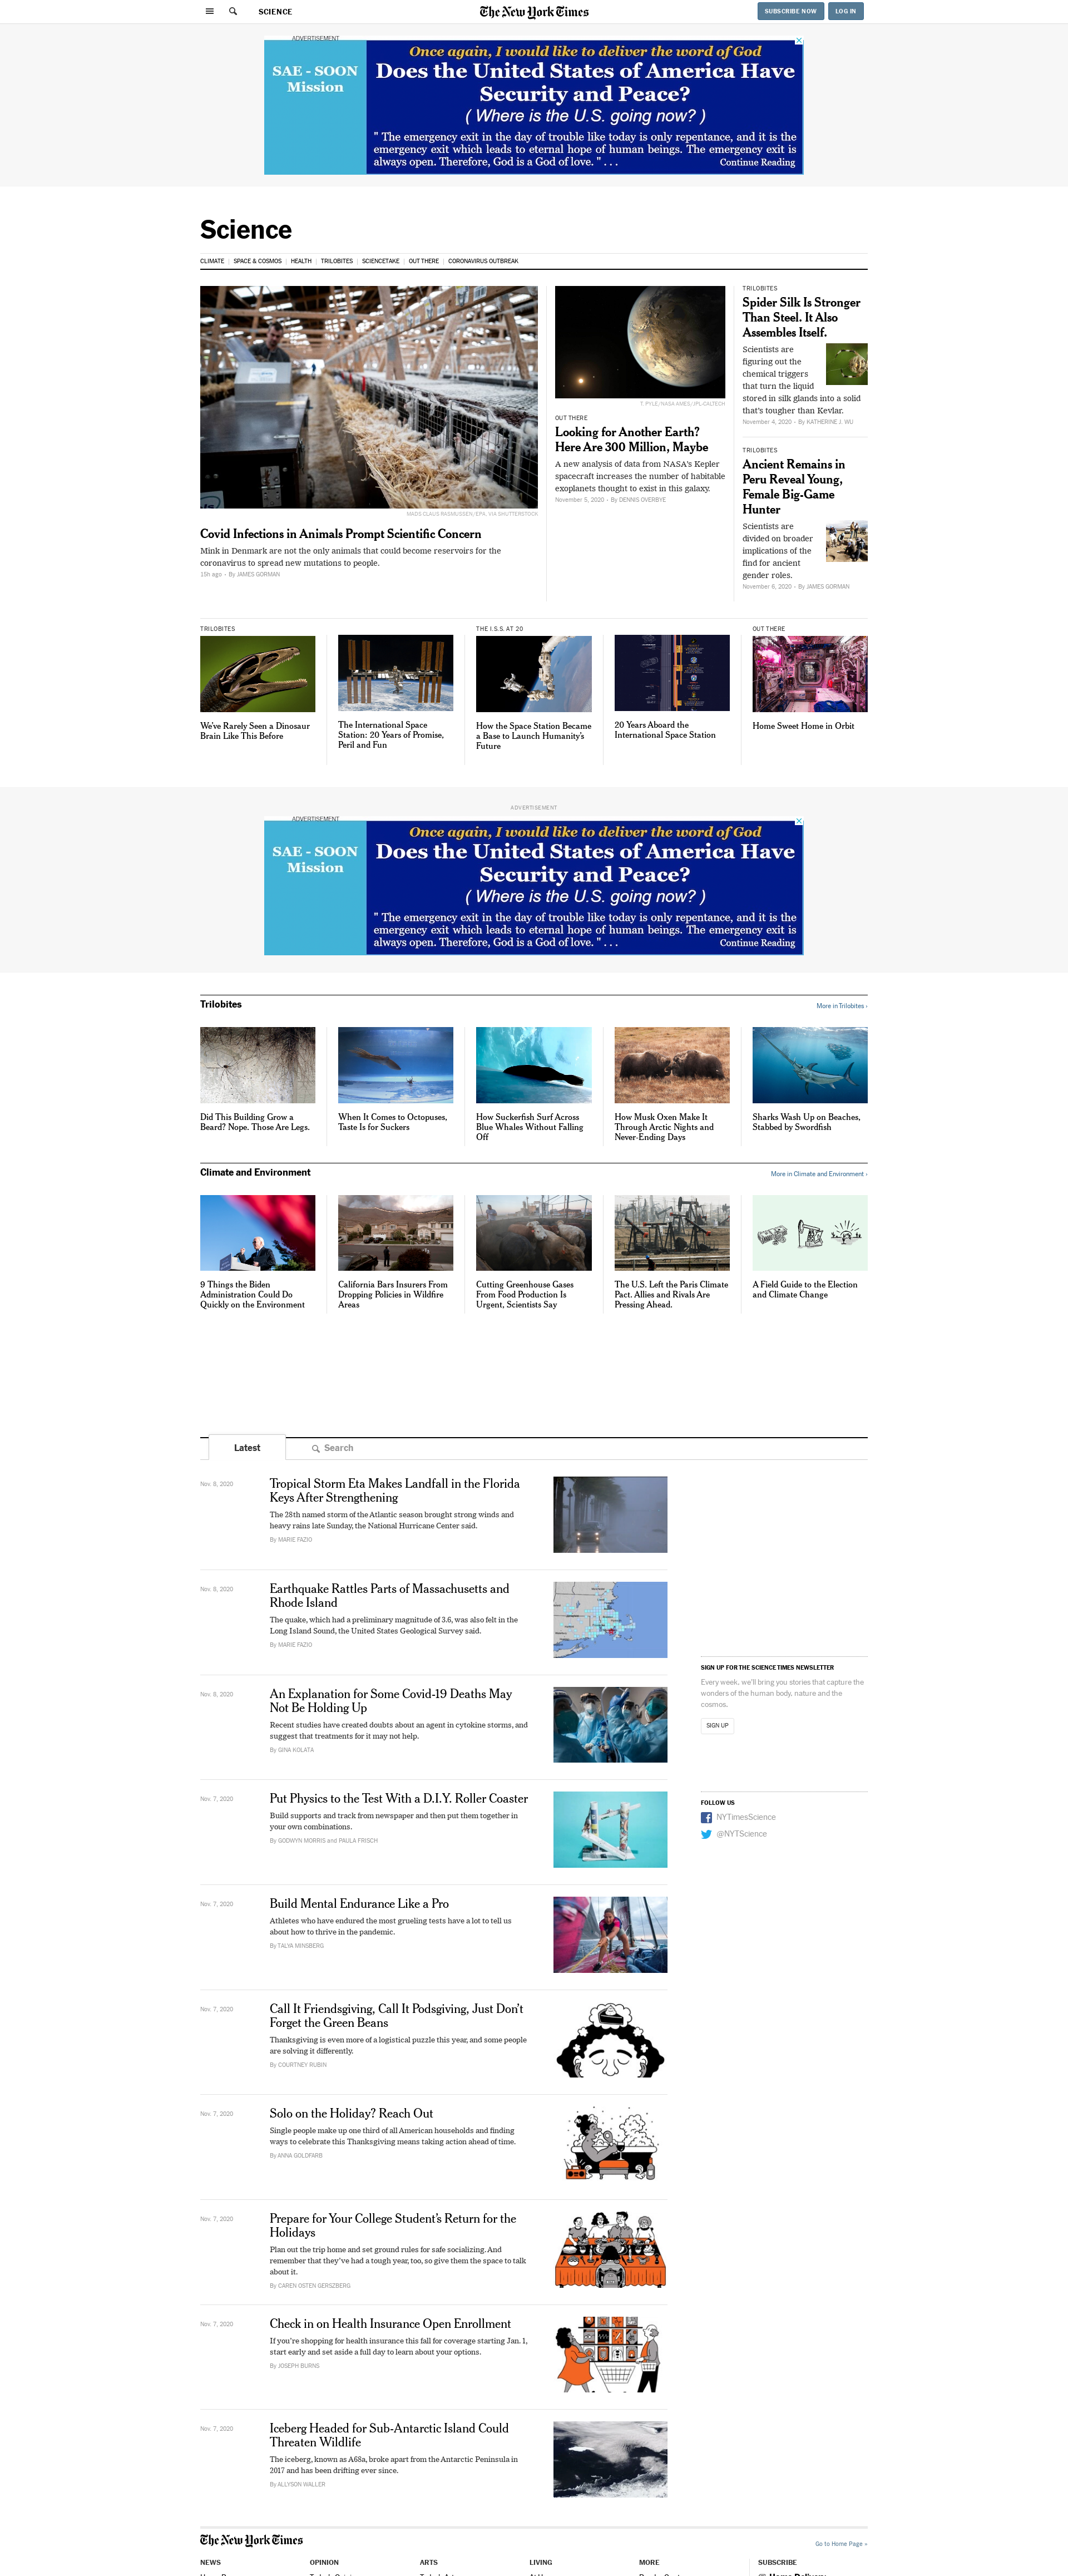 SCIENCE
The New York Times
SUBSCRIBE NOW
LOG IN
ADVERTISEMENT
SAE - SOON
Mission
Once again, I would like to deliver the word of God
Does the United States of America Have
Security and Peace?
( Where is the U.S. going now? )
" The emergency exit in the day of trouble like today is only repentance, and it is the
emergency exit which leads to eternal hope of human beings. The emergency exit is
always open. Therefore, God is a God of love. " . . .
Continue Reading
Science
CLIMATE
SPACE & COSMOS
HEALTH
TRILOBITES
SCIENCETAKE
OUT THERE
CORONAVIRUS OUTBREAK
MADS CLAUS RASMUSSEN/EPA, VIA SHUTTERSTOCK
Covid Infections in Animals Prompt Scientific Concern
Mink in Denmark are not the only animals that could become reservoirs for the
coronavirus to spread new mutations to people.
15h ago · By JAMES GORMAN
T. PYLE/NASA AMES/JPL-CALTECH
OUT THERE
Looking for Another Earth?
Here Are 300 Million, Maybe
A new analysis of data from NASA's Kepler
spacecraft increases the number of habitable
exoplanets thought to exist in this galaxy.
November 5, 2020 · By DENNIS OVERBYE
TRILOBITES
Spider Silk Is Stronger
Than Steel. It Also
Assembles Itself.
Scientists are
figuring out the
chemical triggers
that turn the liquid
stored in silk glands into a solid
that's tougher than Kevlar.
November 4, 2020 · By KATHERINE J. WU
TRILOBITES
Ancient Remains in
Peru Reveal Young,
Female Big-Game
Hunter
Scientists are
divided on broader
implications of the
find for ancient
gender roles.
November 6, 2020 · By JAMES GORMAN
TRILOBITES
We've Rarely Seen a Dinosaur
Brain Like This Before
The International Space
Station: 20 Years of Promise,
Peril and Fun
THE I.S.S. AT 20
How the Space Station Became
a Base to Launch Humanity's
Future
20 Years Aboard the
International Space Station
OUT THERE
Home Sweet Home in Orbit
ADVERTISEMENT
ADVERTISEMENT
SAE - SOON
Mission
Once again, I would like to deliver the word of God
Does the United States of America Have
Security and Peace?
( Where is the U.S. going now? )
" The emergency exit in the day of trouble like today is only repentance, and it is the
emergency exit which leads to eternal hope of human beings. The emergency exit is
always open. Therefore, God is a God of love. " . . .
Continue Reading
Trilobites
More in Trilobites ›
Did This Building Grow a
Beard? Nope. Those Are Legs.
When It Comes to Octopuses,
Taste Is for Suckers
How Suckerfish Surf Across
Blue Whales Without Falling
Off
How Musk Oxen Make It
Through Arctic Nights and
Never-Ending Days
Sharks Wash Up on Beaches,
Stabbed by Swordfish
Climate and Environment
More in Climate and Environment ›
9 Things the Biden
Administration Could Do
Quickly on the Environment
California Bars Insurers From
Dropping Policies in Wildfire
Areas
Cutting Greenhouse Gases
From Food Production Is
Urgent, Scientists Say
The U.S. Left the Paris Climate
Pact. Allies and Rivals Are
Pressing Ahead.
A Field Guide to the Election
and Climate Change
Latest
Search
Nov. 8, 2020
Tropical Storm Eta Makes Landfall in the Florida
Keys After Strengthening
The 28th named storm of the Atlantic season brought strong winds and
heavy rains late Sunday, the National Hurricane Center said.
By MARIE FAZIO
Nov. 8, 2020
Earthquake Rattles Parts of Massachusetts and
Rhode Island
The quake, which had a preliminary magnitude of 3.6, was also felt in the
Long Island Sound, the United States Geological Survey said.
By MARIE FAZIO
Nov. 8, 2020
An Explanation for Some Covid-19 Deaths May
Not Be Holding Up
Recent studies have created doubts about an agent in cytokine storms, and
suggest that treatments for it may not help.
By GINA KOLATA
Nov. 7, 2020
Put Physics to the Test With a D.I.Y. Roller Coaster
Build supports and track from newspaper and then put them together in
your own combinations.
By GODWYN MORRIS and PAULA FRISCH
Nov. 7, 2020
Build Mental Endurance Like a Pro
Athletes who have endured the most grueling tests have a lot to tell us
about how to thrive in the pandemic.
By TALYA MINSBERG
Nov. 7, 2020
Call It Friendsgiving, Call It Podsgiving, Just Don't
Forget the Green Beans
Thanksgiving is even more of a logistical puzzle this year, and some people
are solving it differently.
By COURTNEY RUBIN
Nov. 7, 2020
Solo on the Holiday? Reach Out
Single people make up one third of all American households and finding
ways to celebrate this Thanksgiving means taking action ahead of time.
By ANNA GOLDFARB
Nov. 7, 2020
Prepare for Your College Student's Return for the
Holidays
Plan out the trip home and set ground rules for safe socializing. And
remember that they've had a tough year, too, so give them the space to talk
about it.
By CAREN OSTEN GERSZBERG
Nov. 7, 2020
Check in on Health Insurance Open Enrollment
If you're shopping for health insurance this fall for coverage starting Jan. 1,
start early and set aside a full day to learn about your options.
By JOSEPH BURNS
Nov. 7, 2020
Iceberg Headed for Sub-Antarctic Island Could
Threaten Wildlife
The iceberg, known as A68a, broke apart from the Antarctic Peninsula in
2017 and has been drifting ever since.
By ALLYSON WALLER
SIGN UP FOR THE SCIENCE TIMES NEWSLETTER
Every week, we'll bring you stories that capture the
wonders of the human body, nature and the
cosmos.
SIGN UP
FOLLOW US
NYTimesScience
@NYTScience
The New York Times
Go to Home Page »
NEWS
OPINION
ARTS
LIVING
MORE
SUBSCRIBE